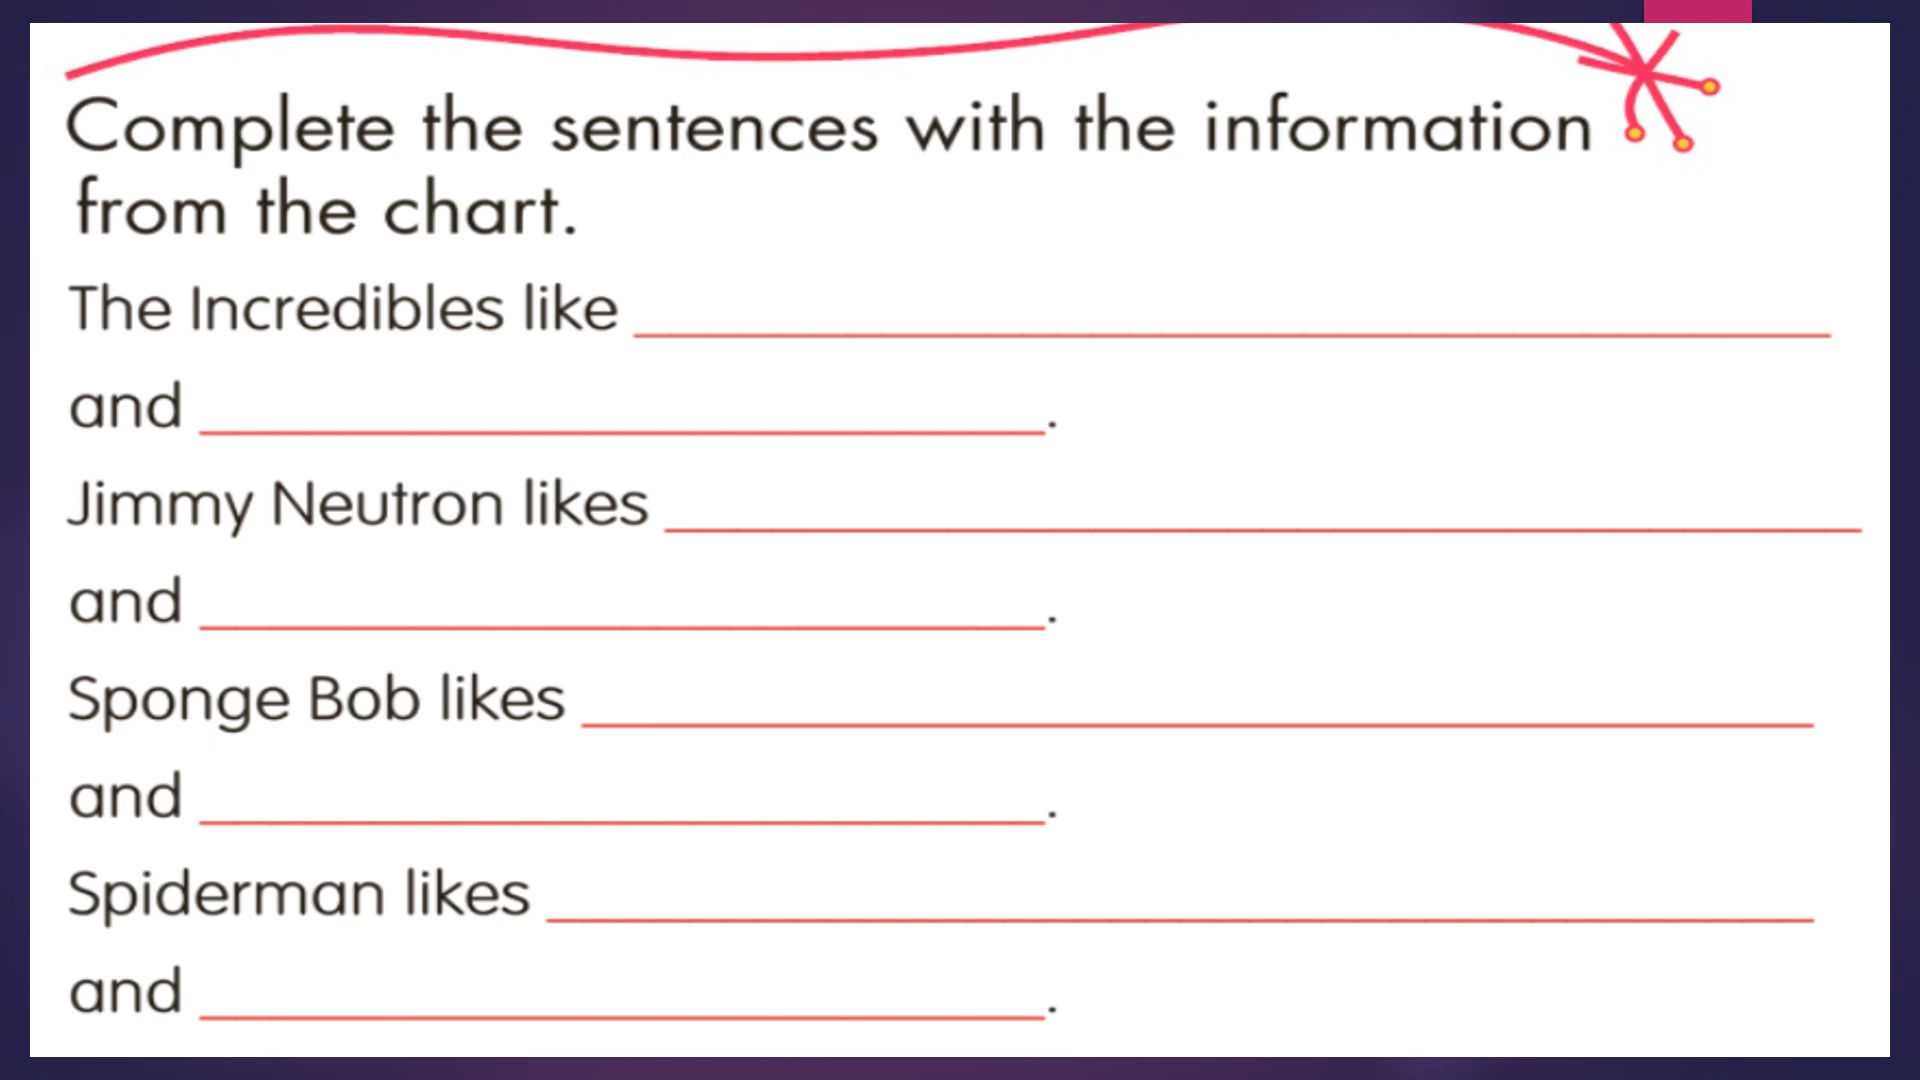 Complete the sentences with the information
from the chart.
The Incredibles like
and .
Jimmy Neutron likes
and .
Sponge Bob likes
and .
Spiderman likes
and .